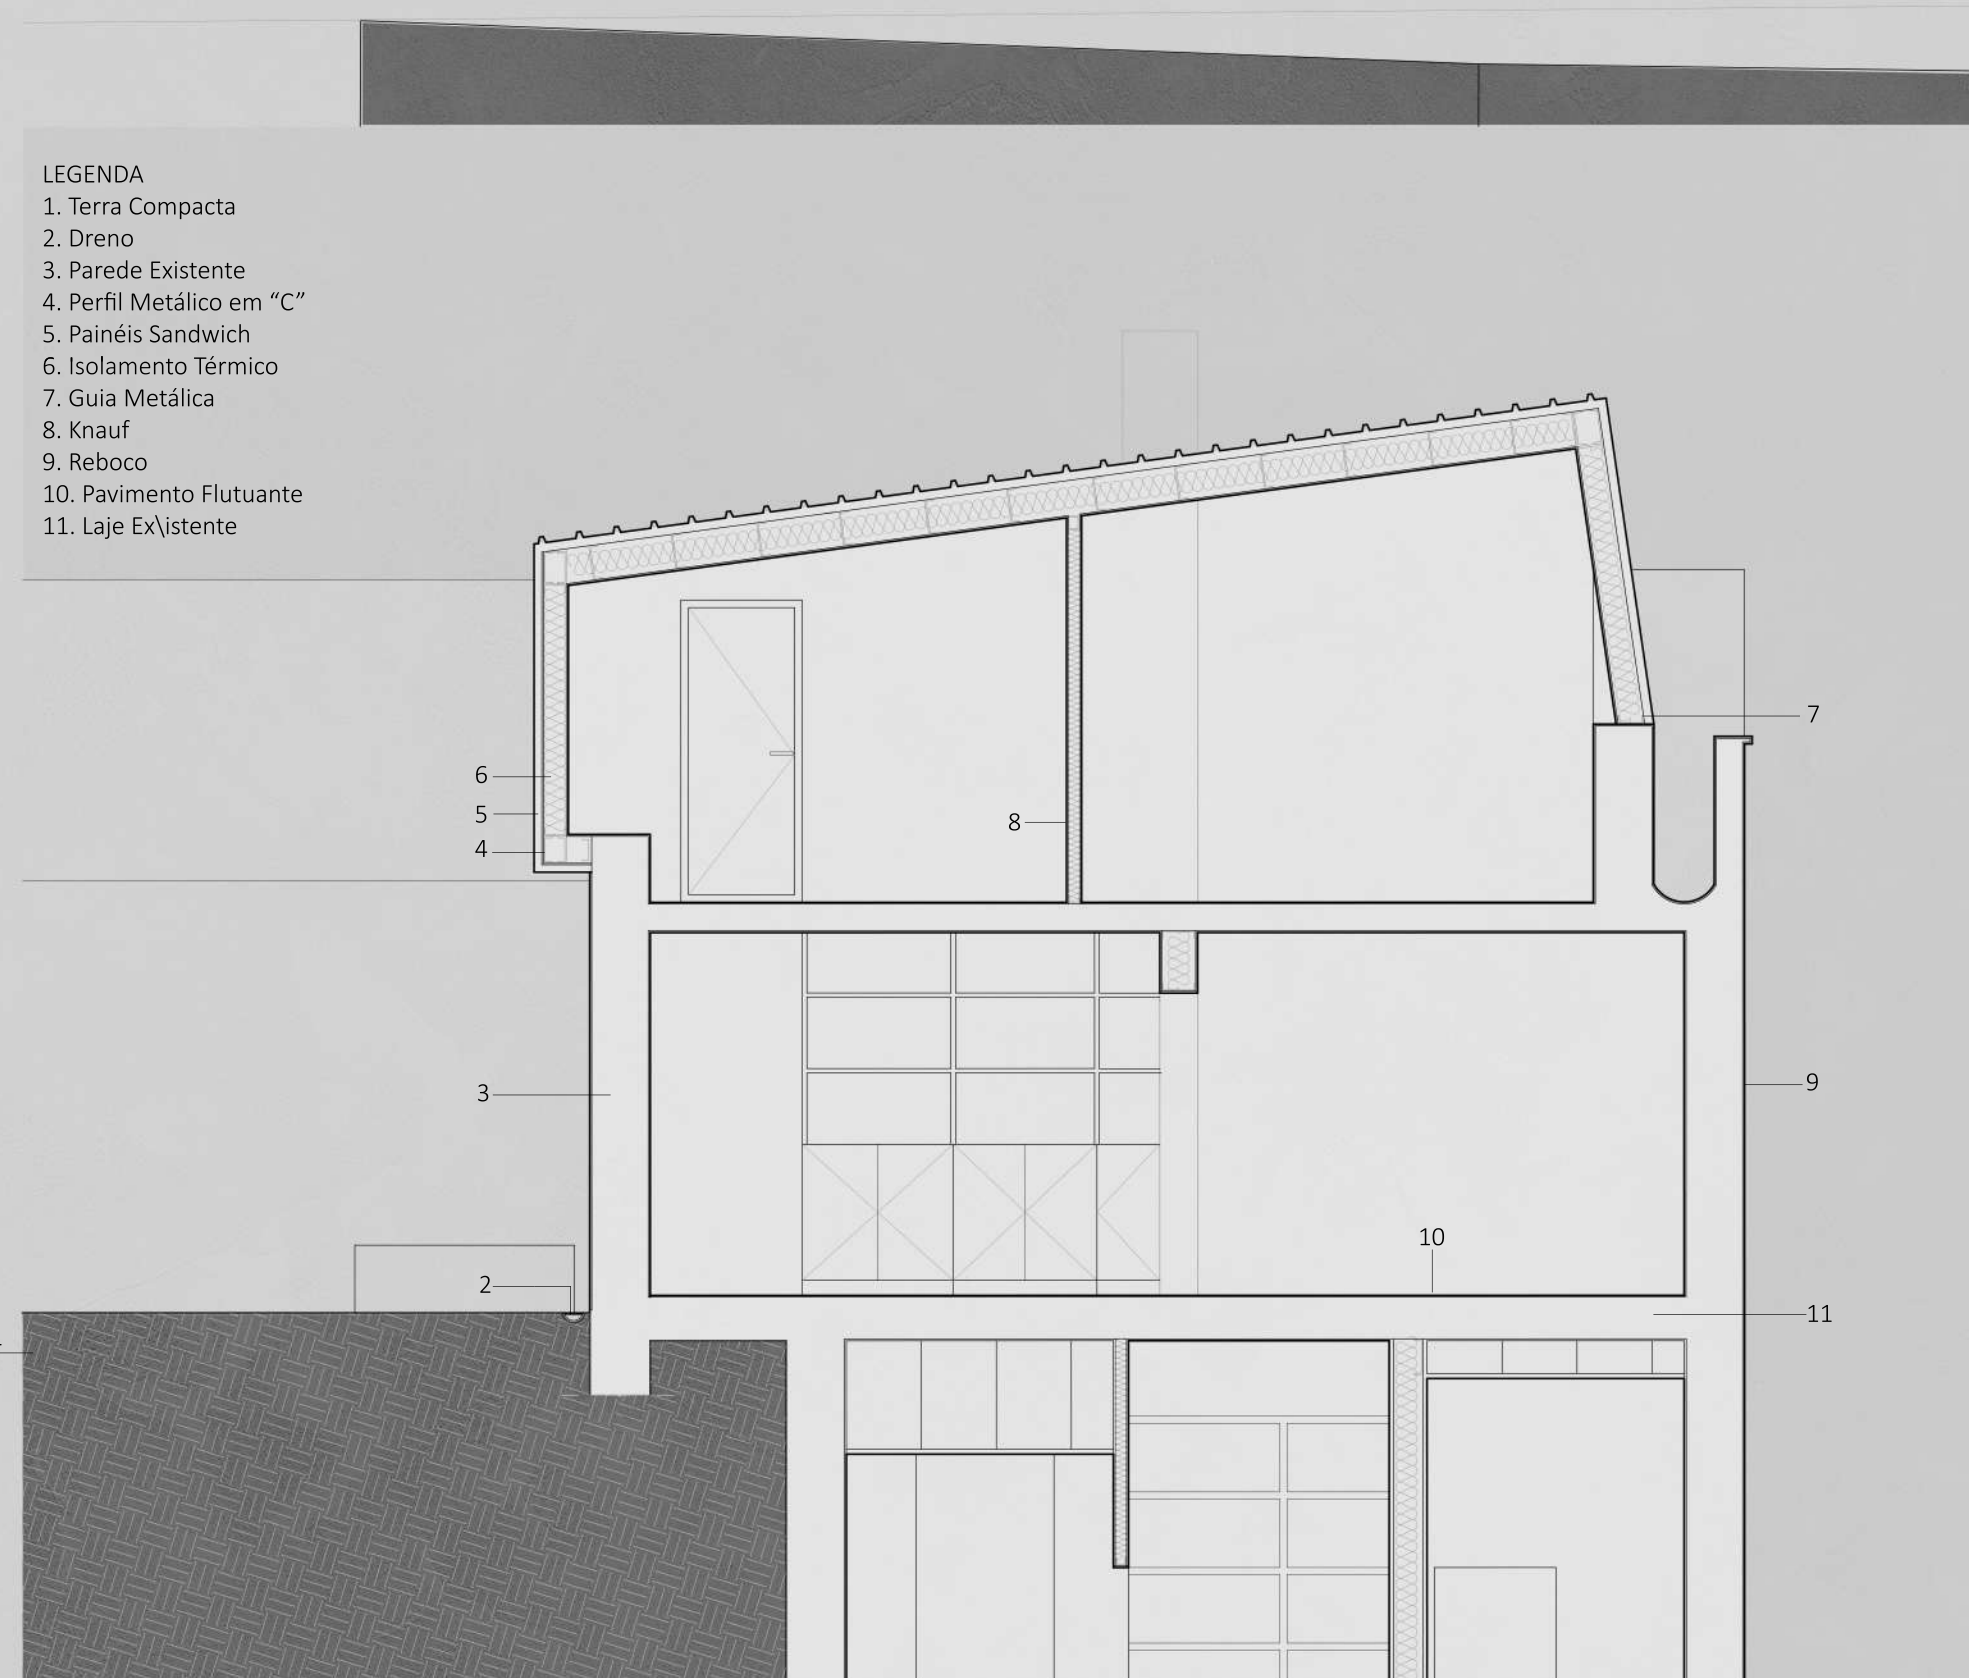 LEGENDA
1. Terra Compacta
2. Dreno
3. Parede Existente
4. Perfil Metálico em “C”
5. Painéis Sandwich
6. Isolamento Térmico
7. Guia Metálica
8. Knauf
9. Reboco
10. Pavimento Flutuante
11. Laje Ex\istente
7
6
5
8
4
3
9
10
2
11